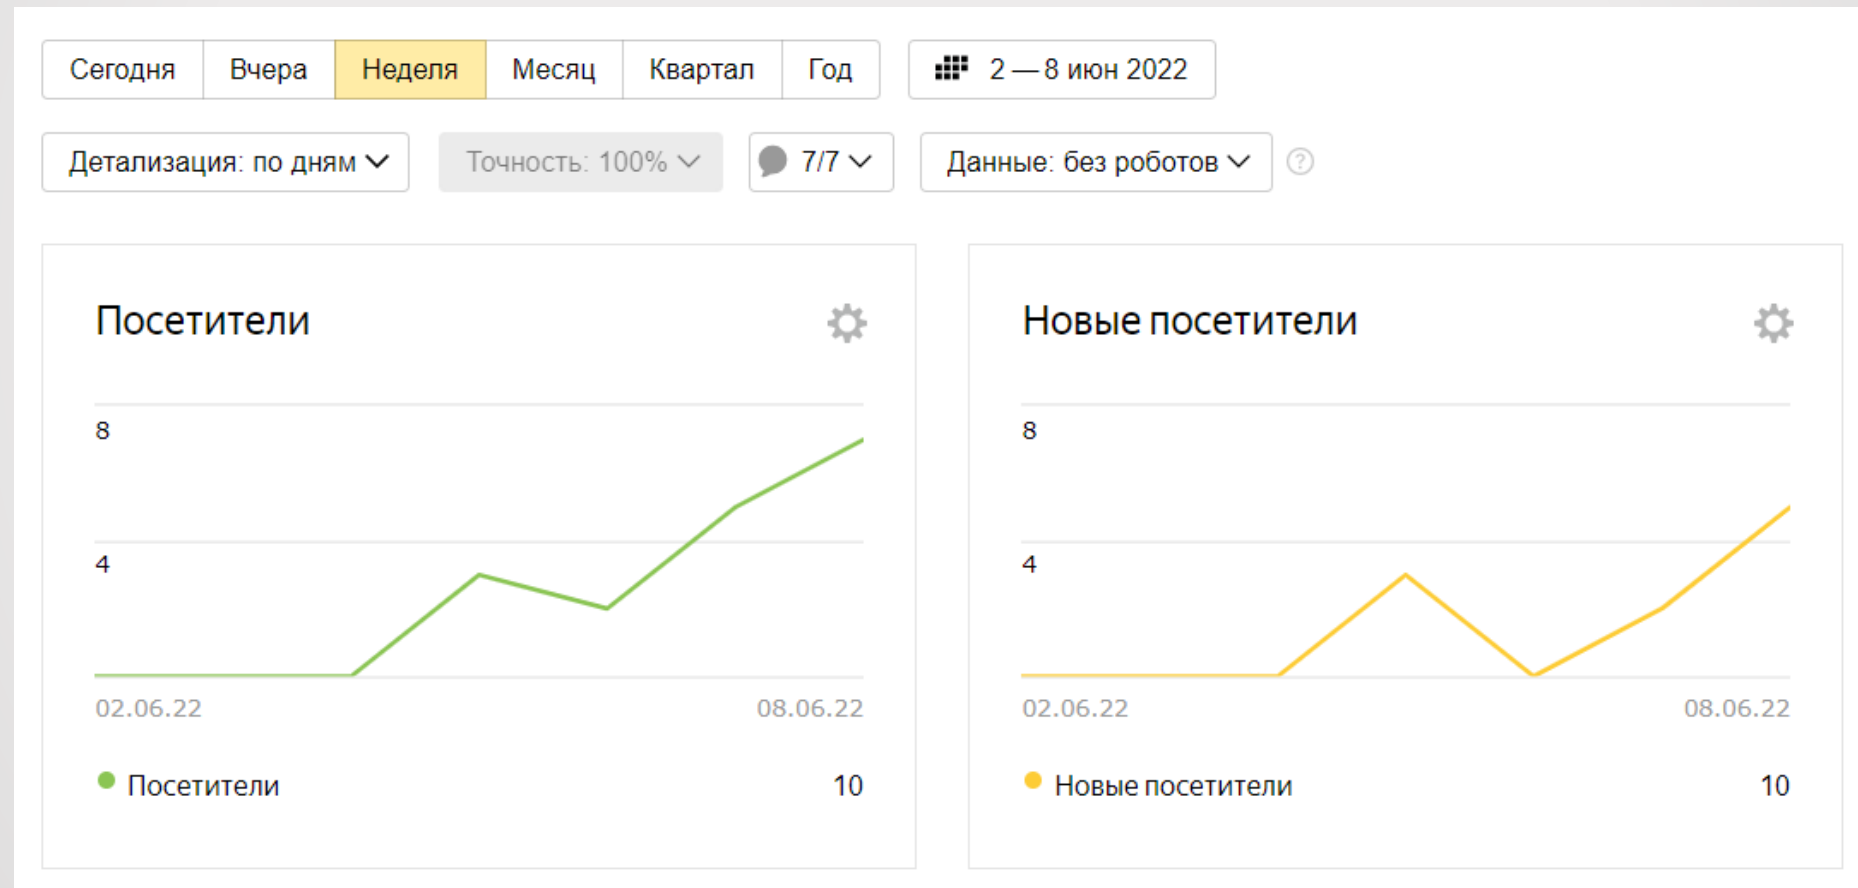 Сегодня Вчера Неделя Месяц Квартал Год 2 — 8 июн 2022
Детализация: по дням Точность: 100% 7/7 Данные: без роботов ?
Посетители
8
4
02.06.22 08.06.22
Посетители 10
Новые посетители
8
4
02.06.22 08.06.22
Новые посетители 10